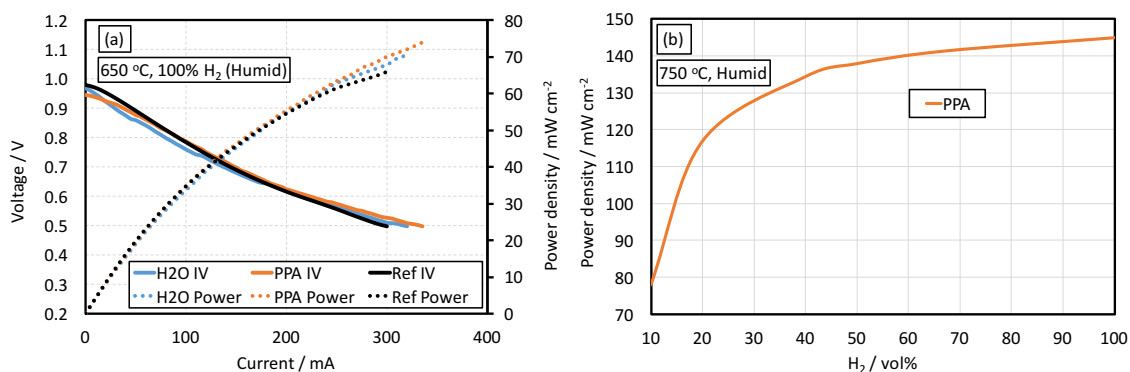 (a)
650 °C, 100% H2 (Humid)
1.2
1.1
1.0
0.9
0.8
0.7
0.6
0.5
0.4
0.3
0.2
Voltage / V
0
100
200
300
400
Current / mA
80
70
60
50
40
30
20
10
0
Power density / mW cm-2
H2O IV
PPA IV
Ref IV
H2O Power
PPA Power
Ref Power
(b)
750 °C, Humid
150
140
130
120
110
100
90
80
70
Power density / mW cm-2
PPA
10
20
30
40
50
60
70
80
90
100
H2 / vol%